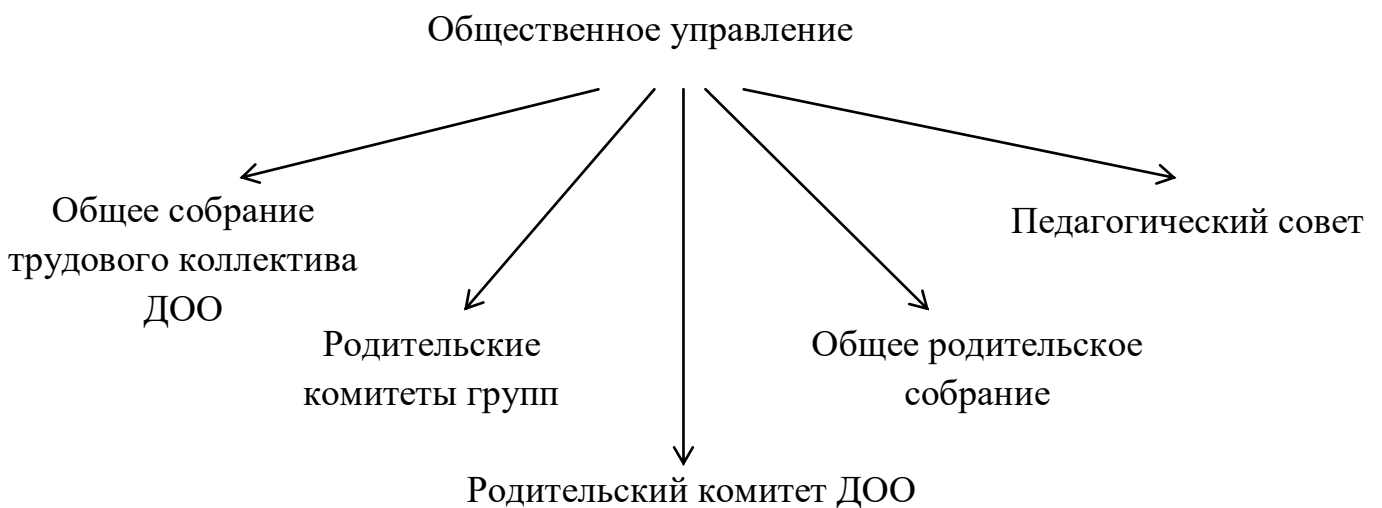 Общественное управление
Общее собрание
трудового коллектива
ДОО
Педагогический совет
Родительские
комитеты групп
Общее родительское
собрание
Родительский комитет ДОО